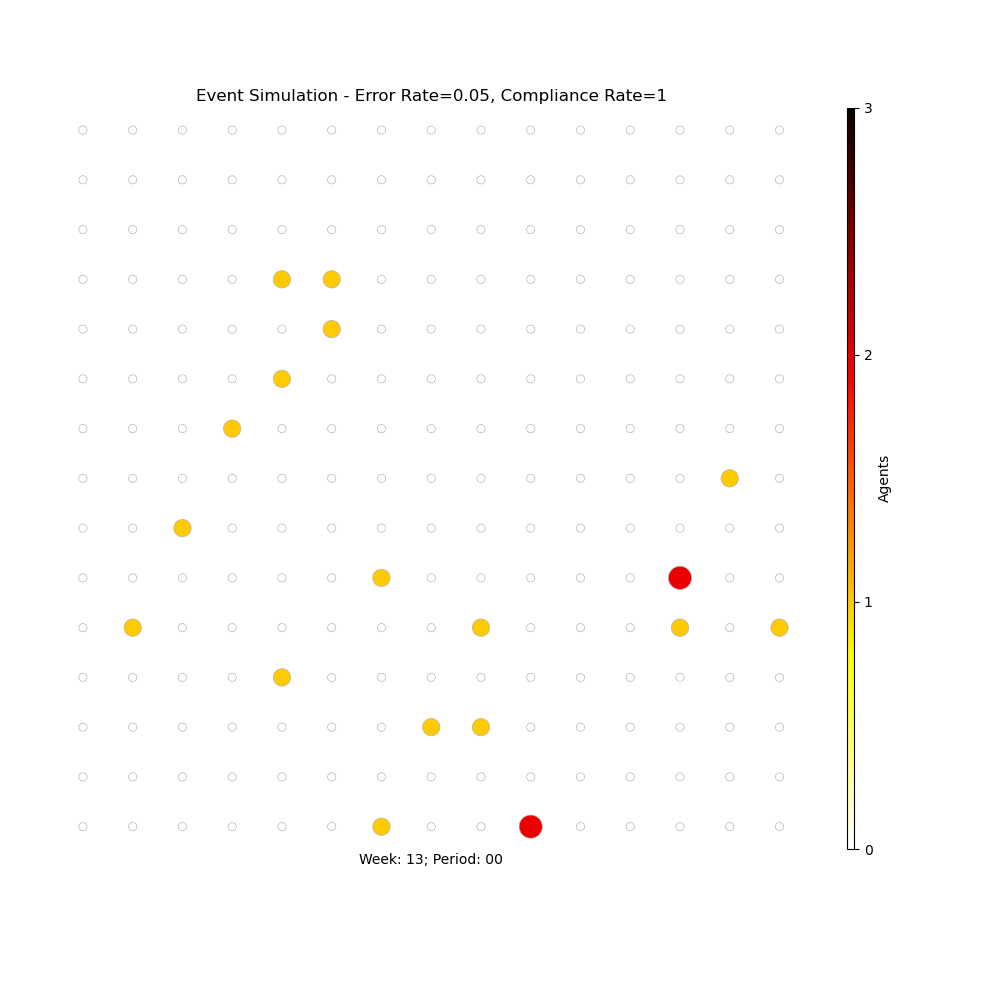 Event Simulation - Error Rate=0.05, Compliance Rate=1
3
2
Agents
1
0
Week: 13; Period: 00